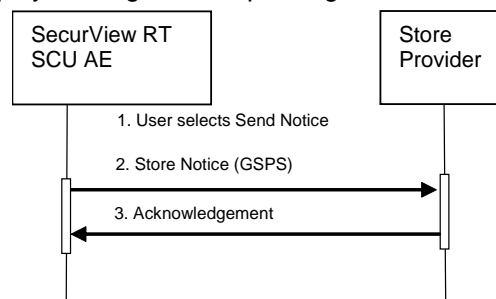 SecurView RT
SCU AE
Store
Provider
1. User selects Send Notice
2. Store Notice (GSPS)
3. Acknowledgement